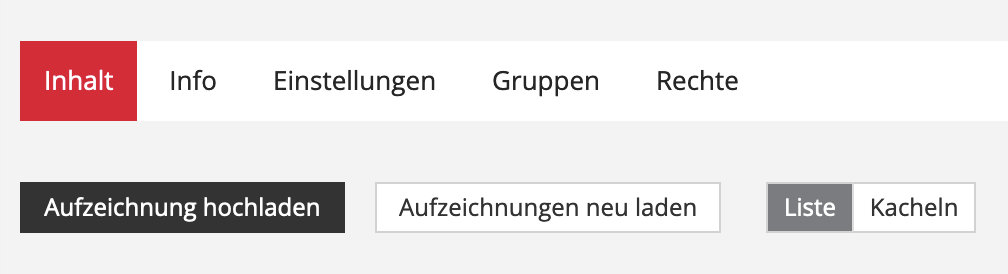 Inhalt Info Einstellungen Gruppen Rechte
Aufzeichnung hochladen Aufzeichnungen neu laden Liste Kacheln